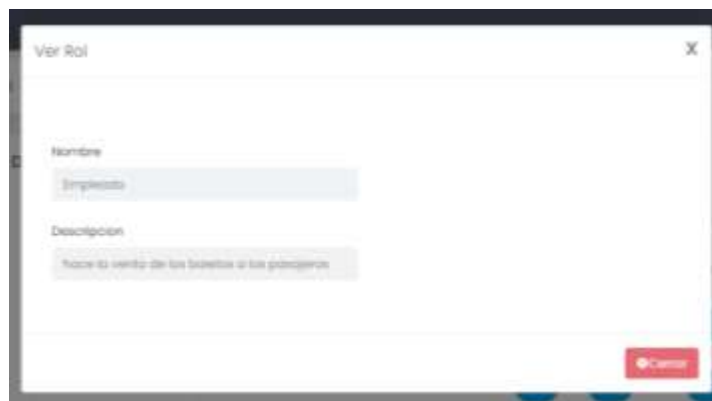 Ver Rol
X
Nombre
Empleado
Descripcion
hace la venta de los boletos a los pasajeros
Cerrar